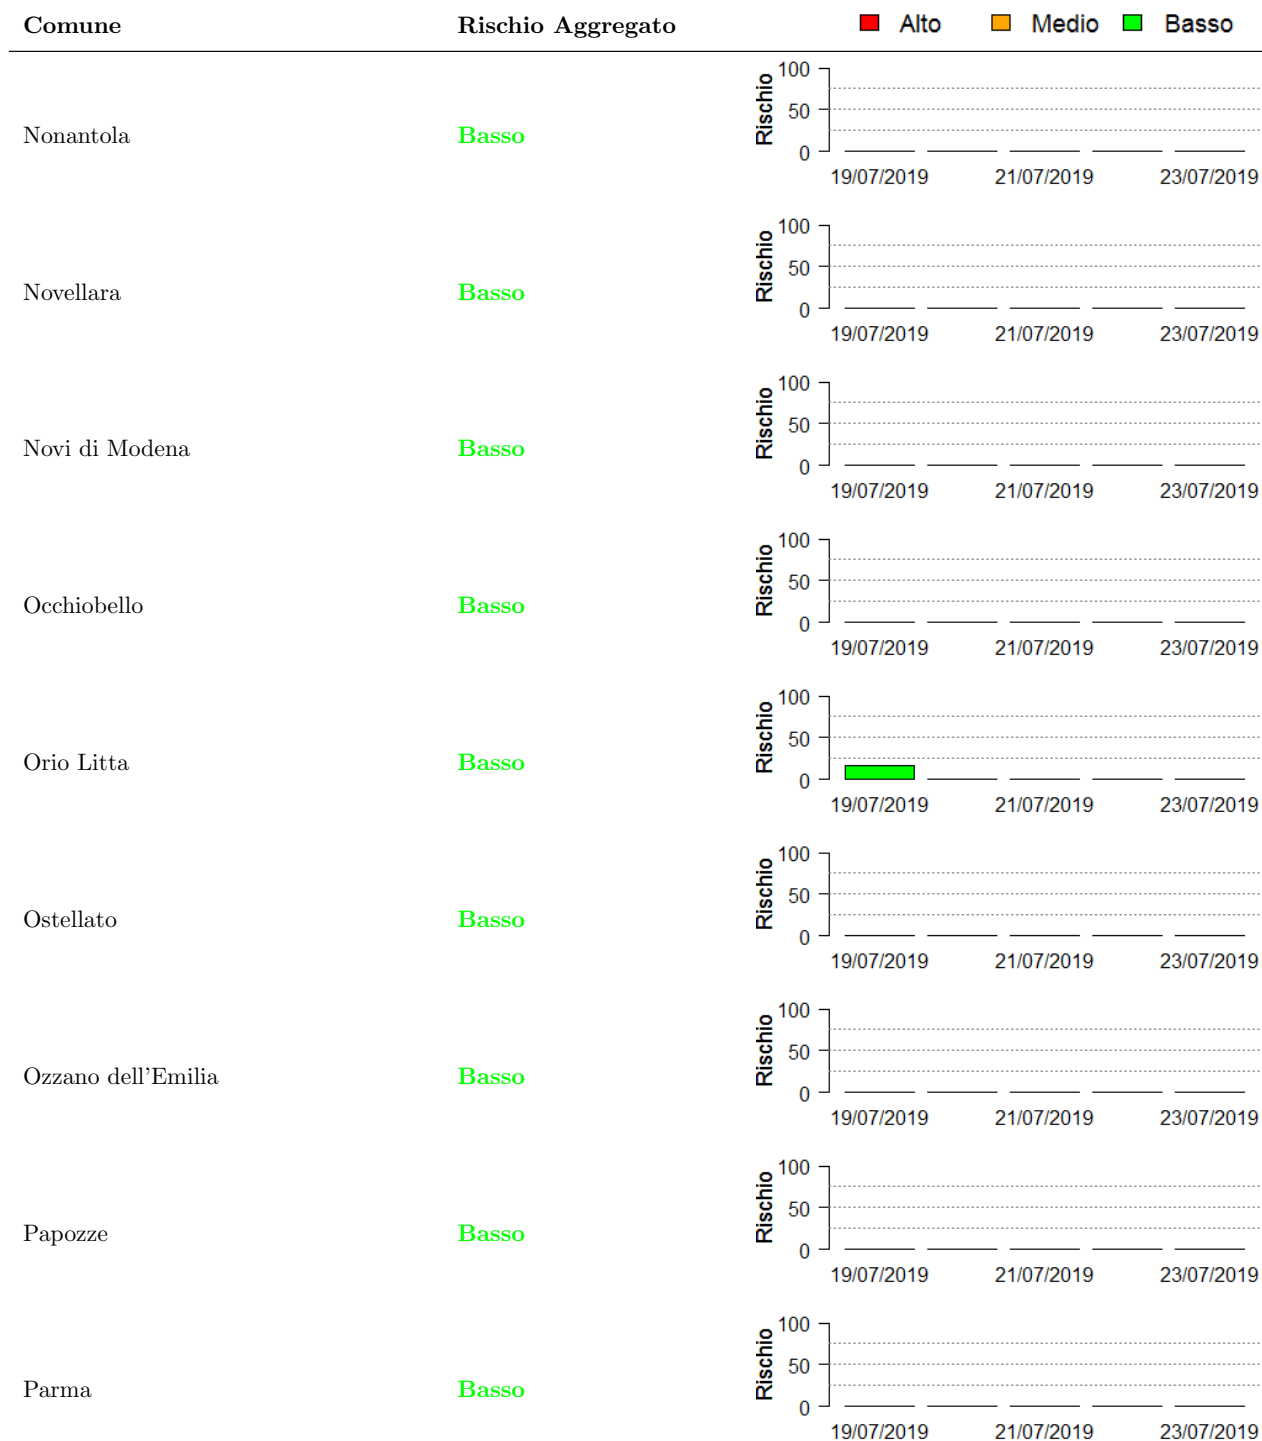 Comune Rischio Aggregato Alto Medio Basso
Nonantola Basso Rischio 100 50 0
19/07/2019 21/07/2019 23/07/2019
Novellara Basso Rischio 100 50 0
19/07/2019 21/07/2019 23/07/2019
Novi di Modena Basso Rischio 100 50 0
19/07/2019 21/07/2019 23/07/2019
Occhiobello Basso Rischio 100 50 0
19/07/2019 21/07/2019 23/07/2019
Orio Litta Basso Rischio 100 50 0
19/07/2019 21/07/2019 23/07/2019
Ostellato Basso Rischio 100 50 0
19/07/2019 21/07/2019 23/07/2019
Ozzano dell'Emilia Basso Rischio 100 50 0
19/07/2019 21/07/2019 23/07/2019
Papozze Basso Rischio 100 50 0
19/07/2019 21/07/2019 23/07/2019
Parma Basso Rischio 100 50 0
19/07/2019 21/07/2019 23/07/2019